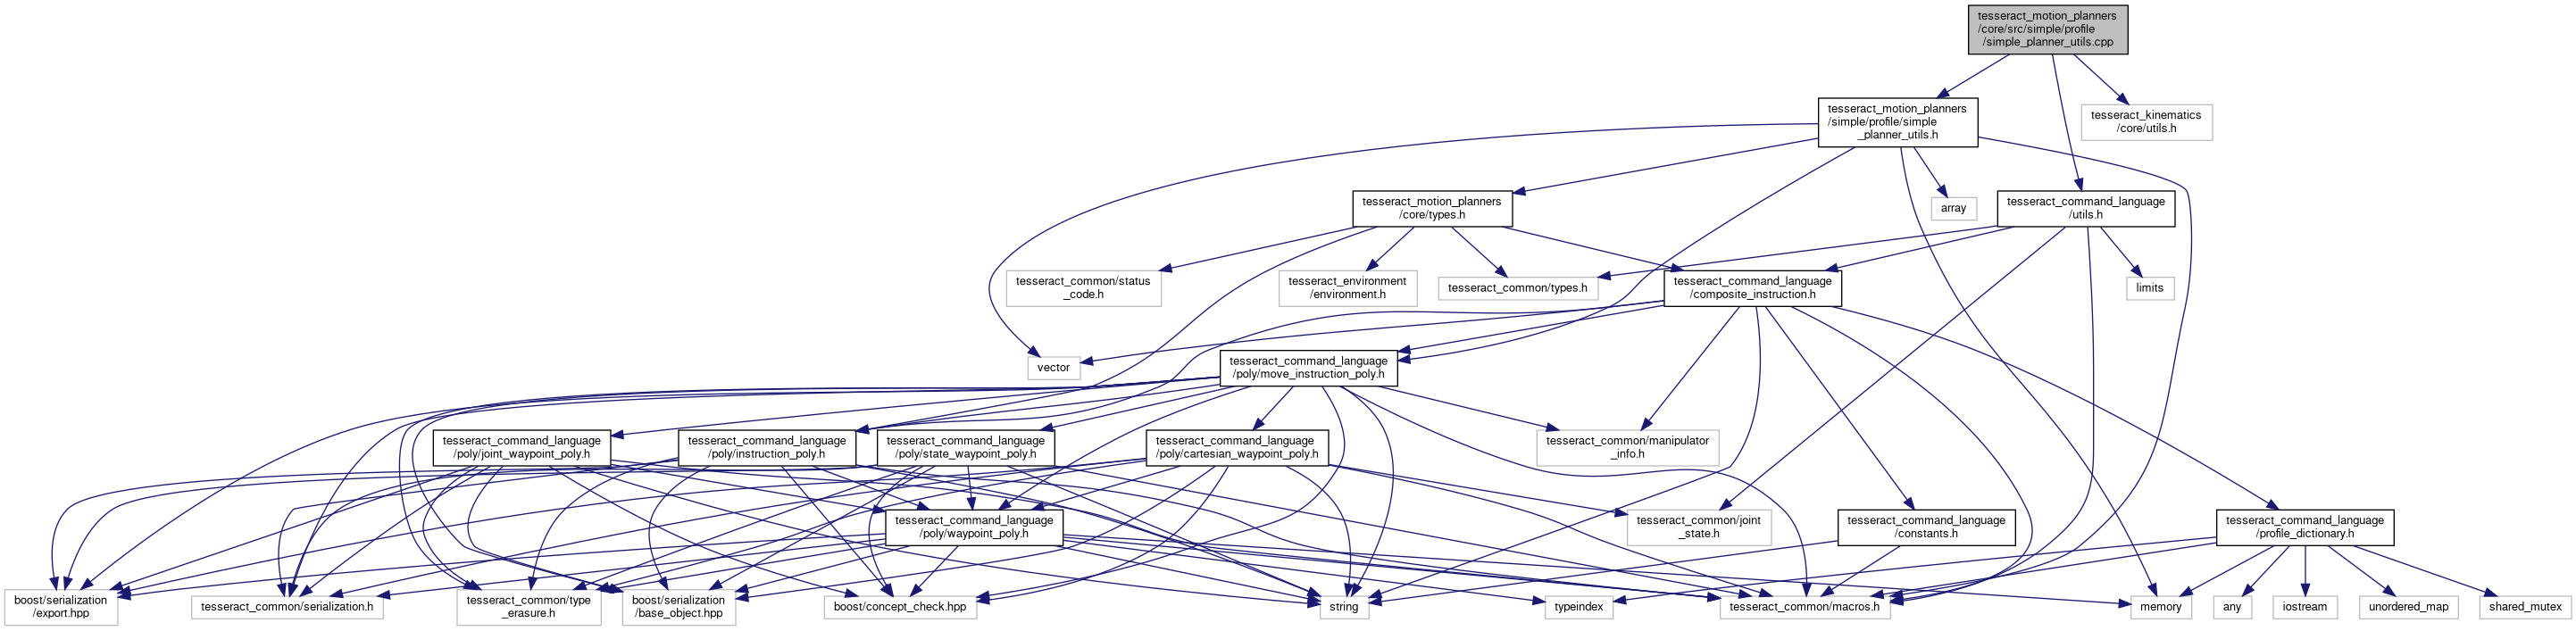 tesseract_motion_planners
/core/src/simple/profile
/simple_planner_utils.cpp
tesseract_motion_planners
/simple/profile/simple
_planner_utils.h
tesseract_kinematics
/core/utils.h
tesseract_motion_planners
/core/types.h
array
tesseract_command_language
/utils.h
tesseract_common/status
_code.h
tesseract_environment
/environment.h
tesseract_common/types.h
tesseract_command_language
/composite_instruction.h
limits
vector
tesseract_command_language
/poly/move_instruction_poly.h
tesseract_command_language
/poly/joint_waypoint_poly.h
tesseract_command_language
/poly/instruction_poly.h
tesseract_command_language
/poly/state_waypoint_poly.h
tesseract_command_language
/poly/cartesian_waypoint_poly.h
tesseract_common/manipulator
_info.h
tesseract_command_language
/poly/waypoint_poly.h
tesseract_common/joint
_state.h
tesseract_command_language
/constants.h
tesseract_command_language
/profile_dictionary.h
boost/serialization
/export.hpp
tesseract_common/serialization.h
tesseract_common/type
_erasure.h
boost/serialization
/base_object.hpp
boost/concept_check.hpp
string
typeindex
tesseract_common/macros.h
memory
any
iostream
unordered_map
shared_mutex